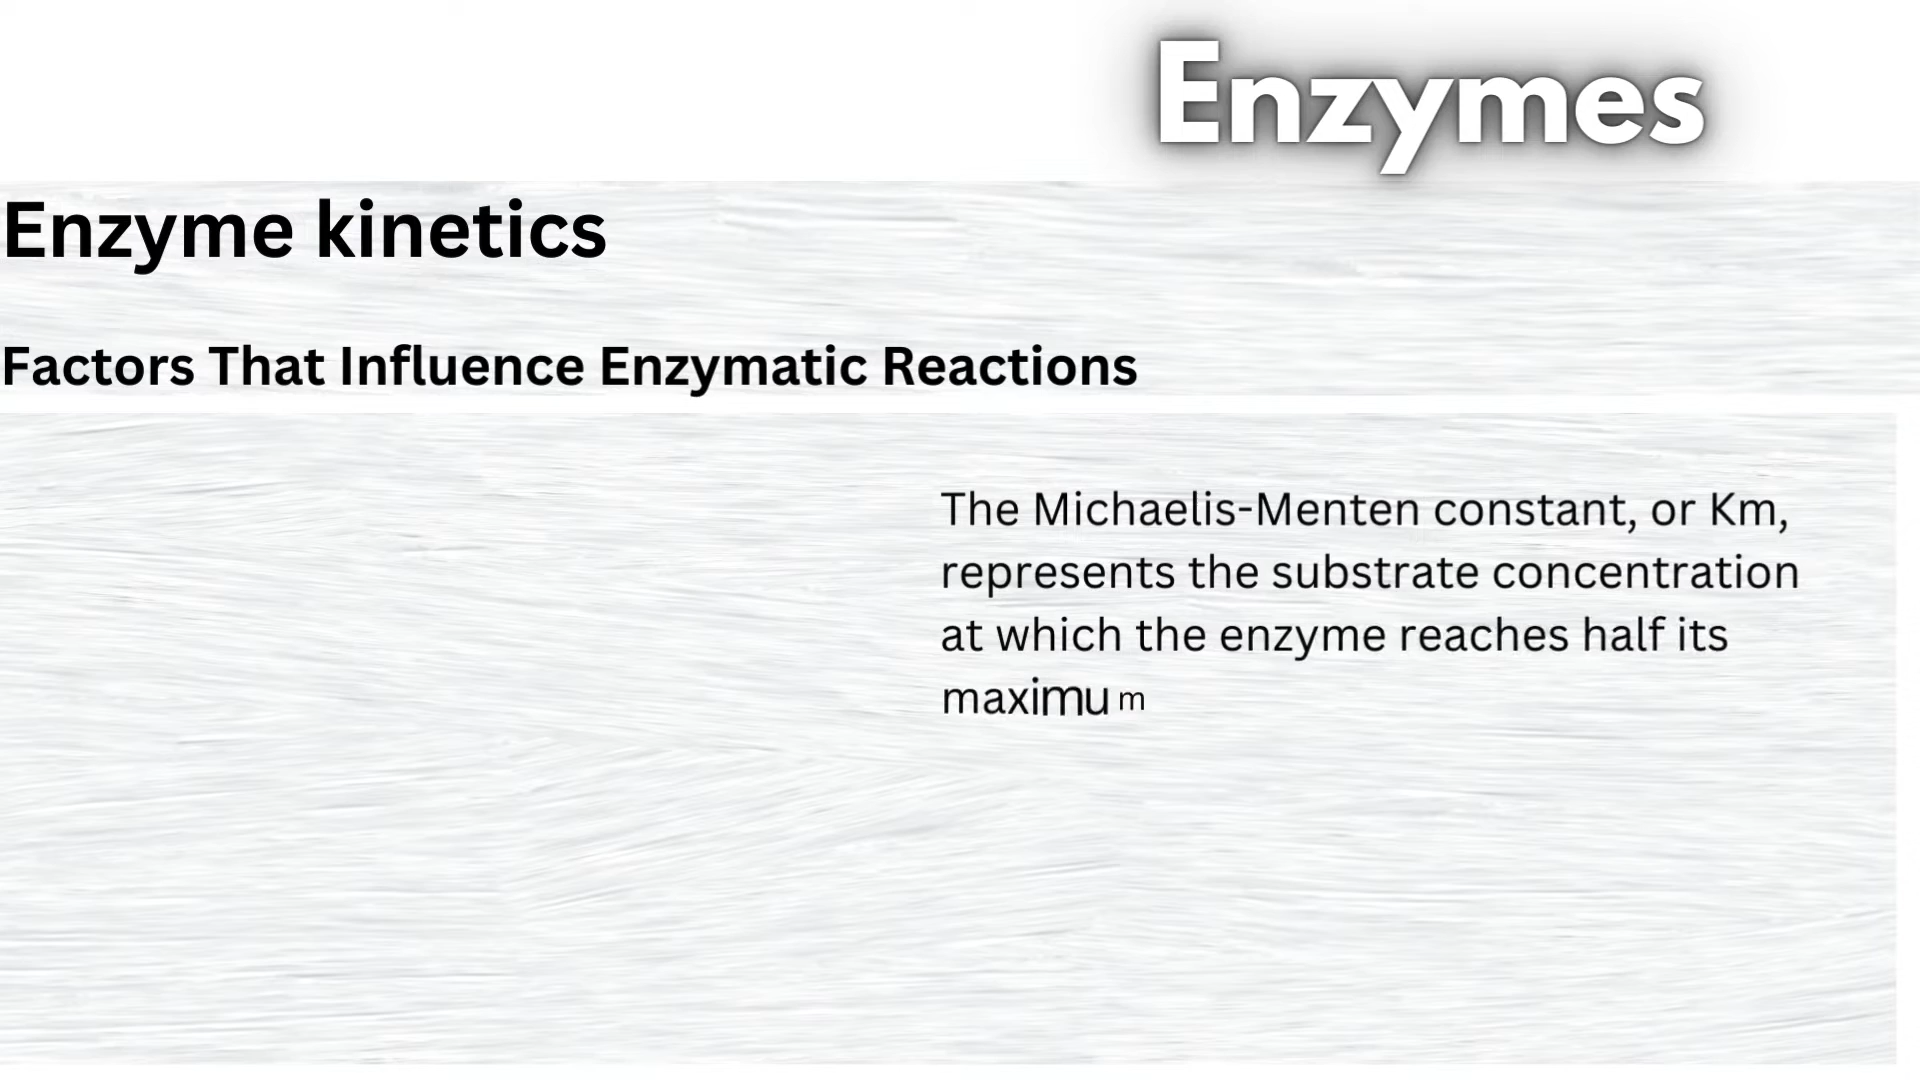 Enzymes
Enzyme kinetics
Factors That Influence Enzymatic Reactions
The Michaelis-Menten constant, or Km,
represents the substrate concentration
at which the enzyme reaches half its
maximum